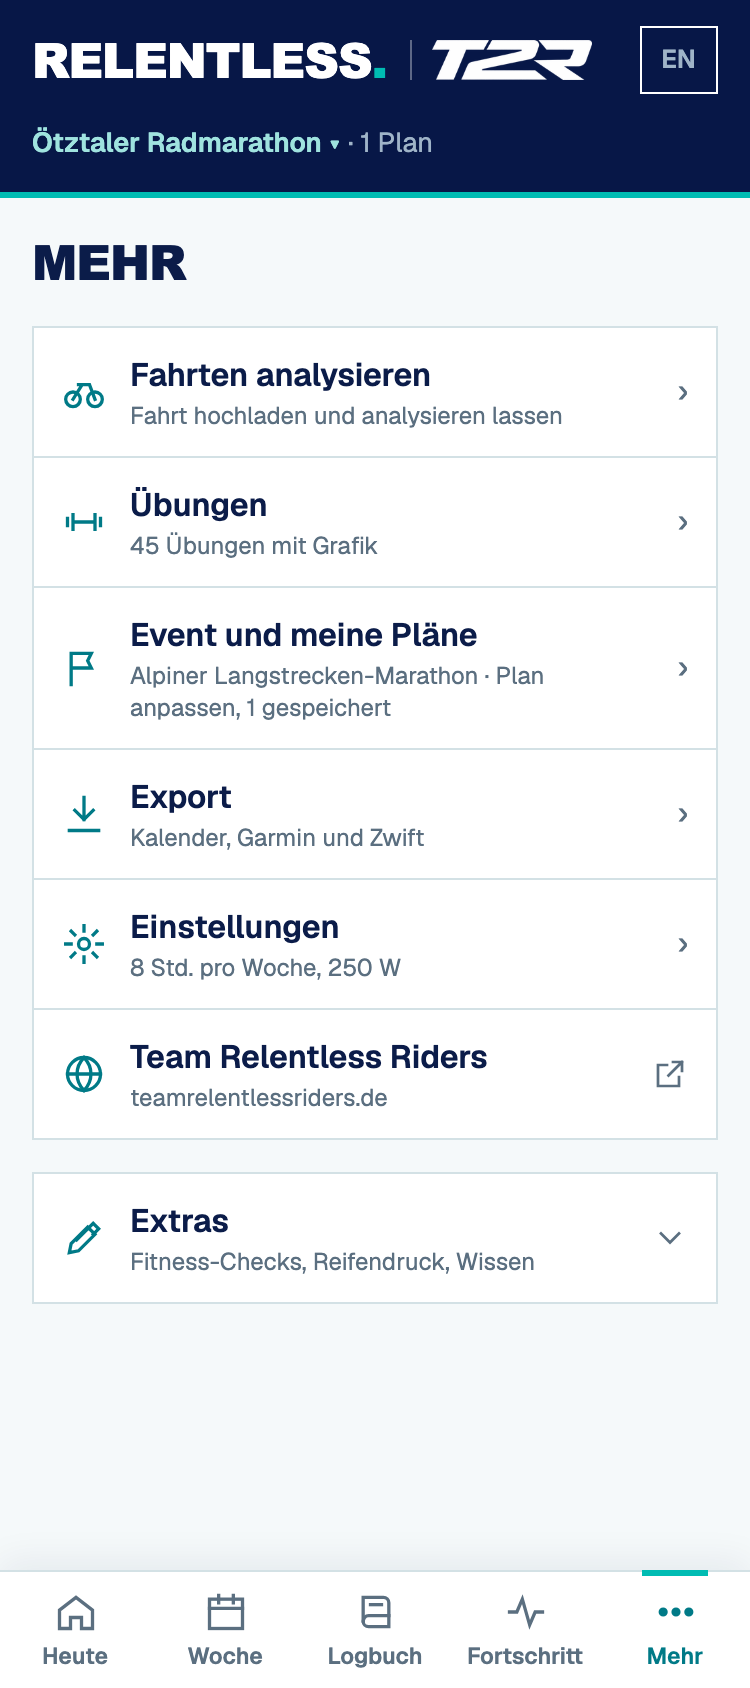 RELENTLESS. | T2R
EN
Ötztaler Radmarathon ▾ · 1 Plan
MEHR
Fahrten analysieren
Fahrt hochladen und analysieren lassen
Übungen
45 Übungen mit Grafik
Event und meine Pläne
Alpiner Langstrecken-Marathon · Plan
anpassen, 1 gespeichert
Export
Kalender, Garmin und Zwift
Einstellungen
8 Std. pro Woche, 250 W
Team Relentless Riders
teamrelentlessriders.de
Extras
Fitness-Checks, Reifendruck, Wissen
Heute
Woche
Logbuch
Fortschritt
Mehr